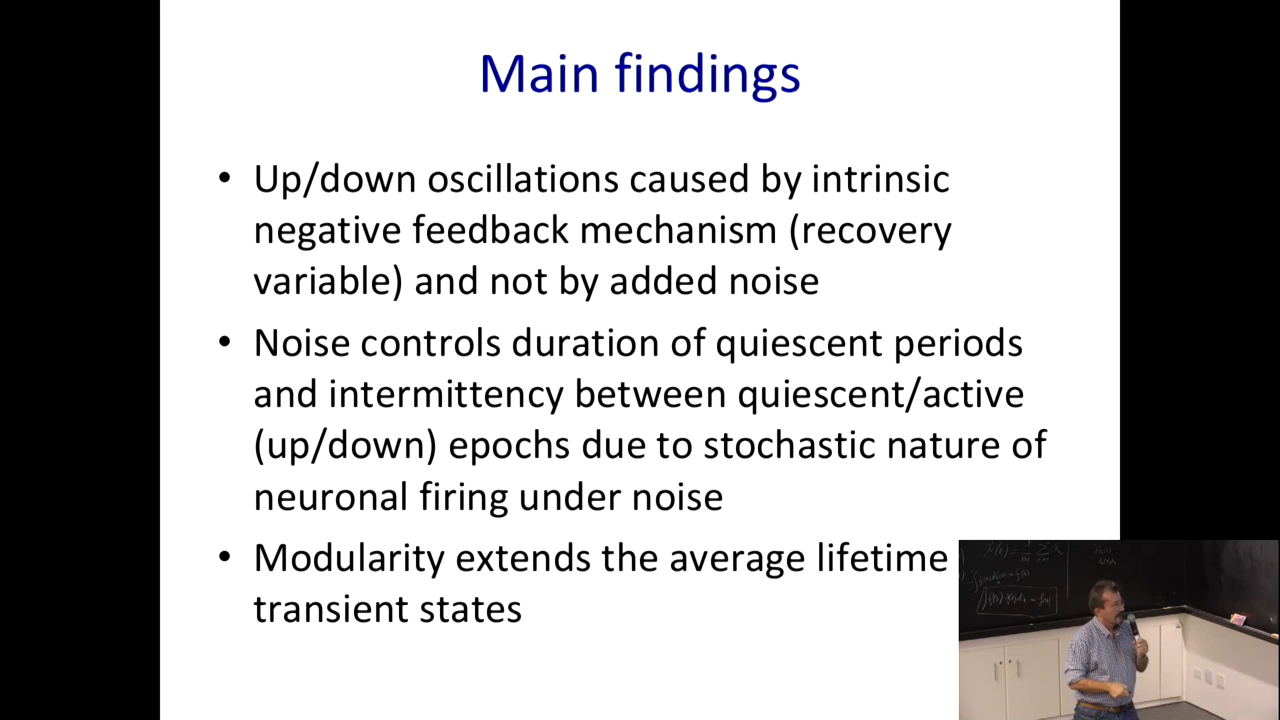 Main findings
• Up/down oscillations caused by intrinsic
negative feedback mechanism (recovery
variable) and not by added noise
• Noise controls duration of quiescent periods
and intermittency between quiescent/active
(up/down) epochs due to stochastic nature of
neuronal firing under noise
• Modularity extends the average lifetime
transient states